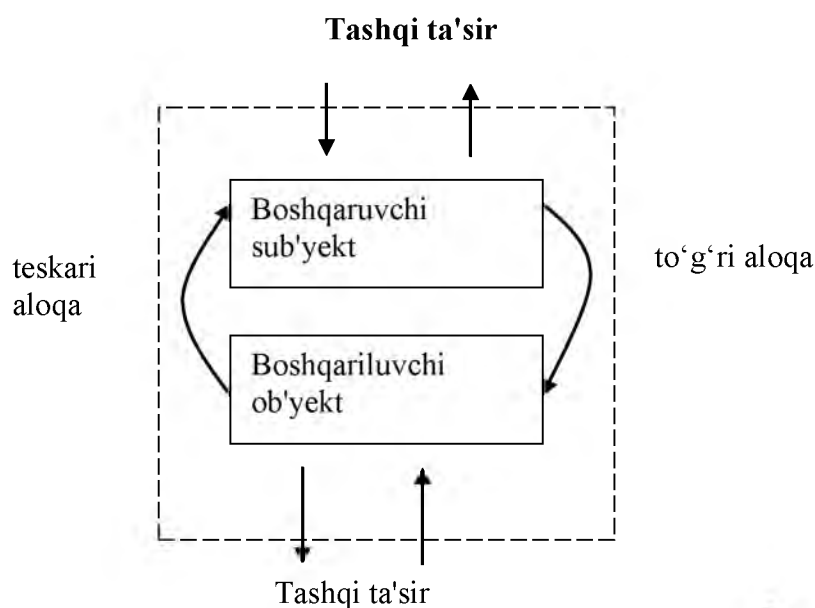 Tashqi ta'sir
Boshqaruvchi
sub'yekt
teskari
aloqa
to‘g‘ri aloqa
Boshqariluvchi
ob'yekt
Tashqi ta'sir